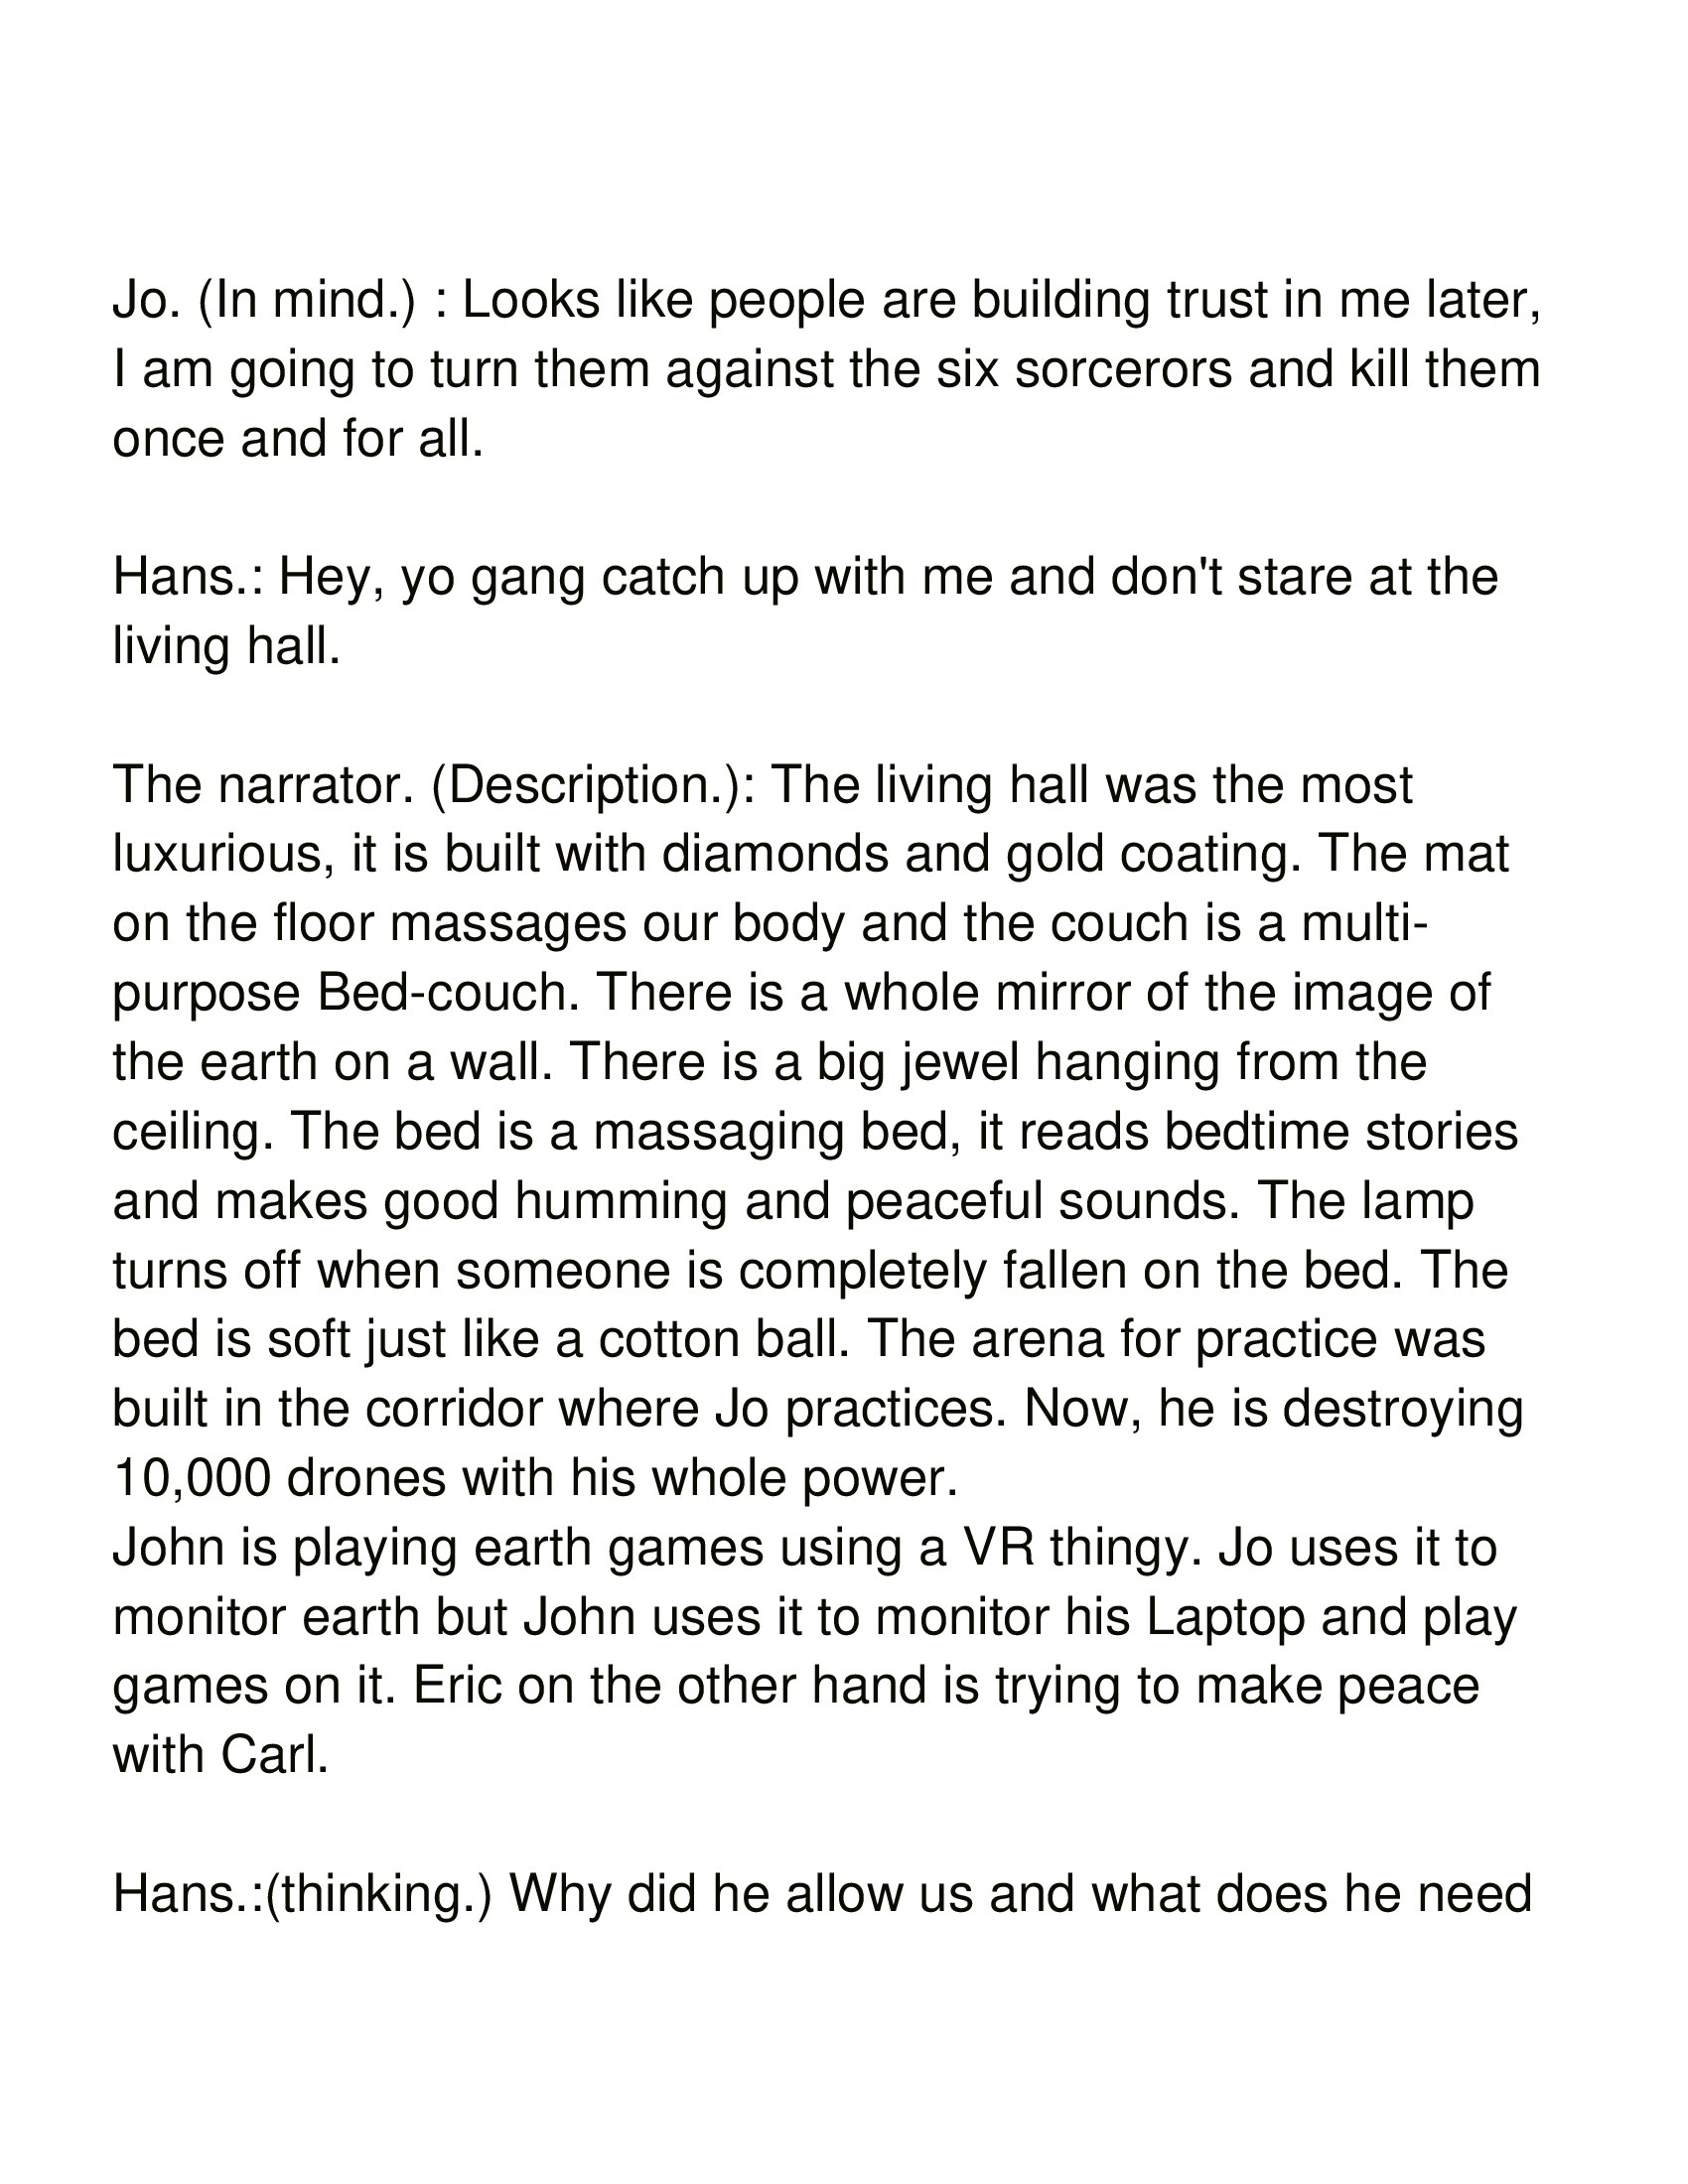 Jo. (In mind.) : Looks like people are building trust in me later,
I am going to turn them against the six sorcerors and kill them
once and for all.
Hans.: Hey, yo gang catch up with me and don't stare at the
living hall.
The narrator. (Description.): The living hall was the most
luxurious, it is built with diamonds and gold coating. The mat
on the floor massages our body and the couch is a multi-
purpose Bed-couch. There is a whole mirror of the image of
the earth on a wall. There is a big jewel hanging from the
ceiling. The bed is a massaging bed, it reads bedtime stories
and makes good humming and peaceful sounds. The lamp
turns off when someone is completely fallen on the bed. The
bed is soft just like a cotton ball. The arena for practice was
built in the corridor where Jo practices. Now, he is destroying
10,000 drones with his whole power.
John is playing earth games using a VR thingy. Jo uses it to
monitor earth but John uses it to monitor his Laptop and play
games on it. Eric on the other hand is trying to make peace
with Carl.
Hans.:(thinking.) Why did he allow us and what does he need